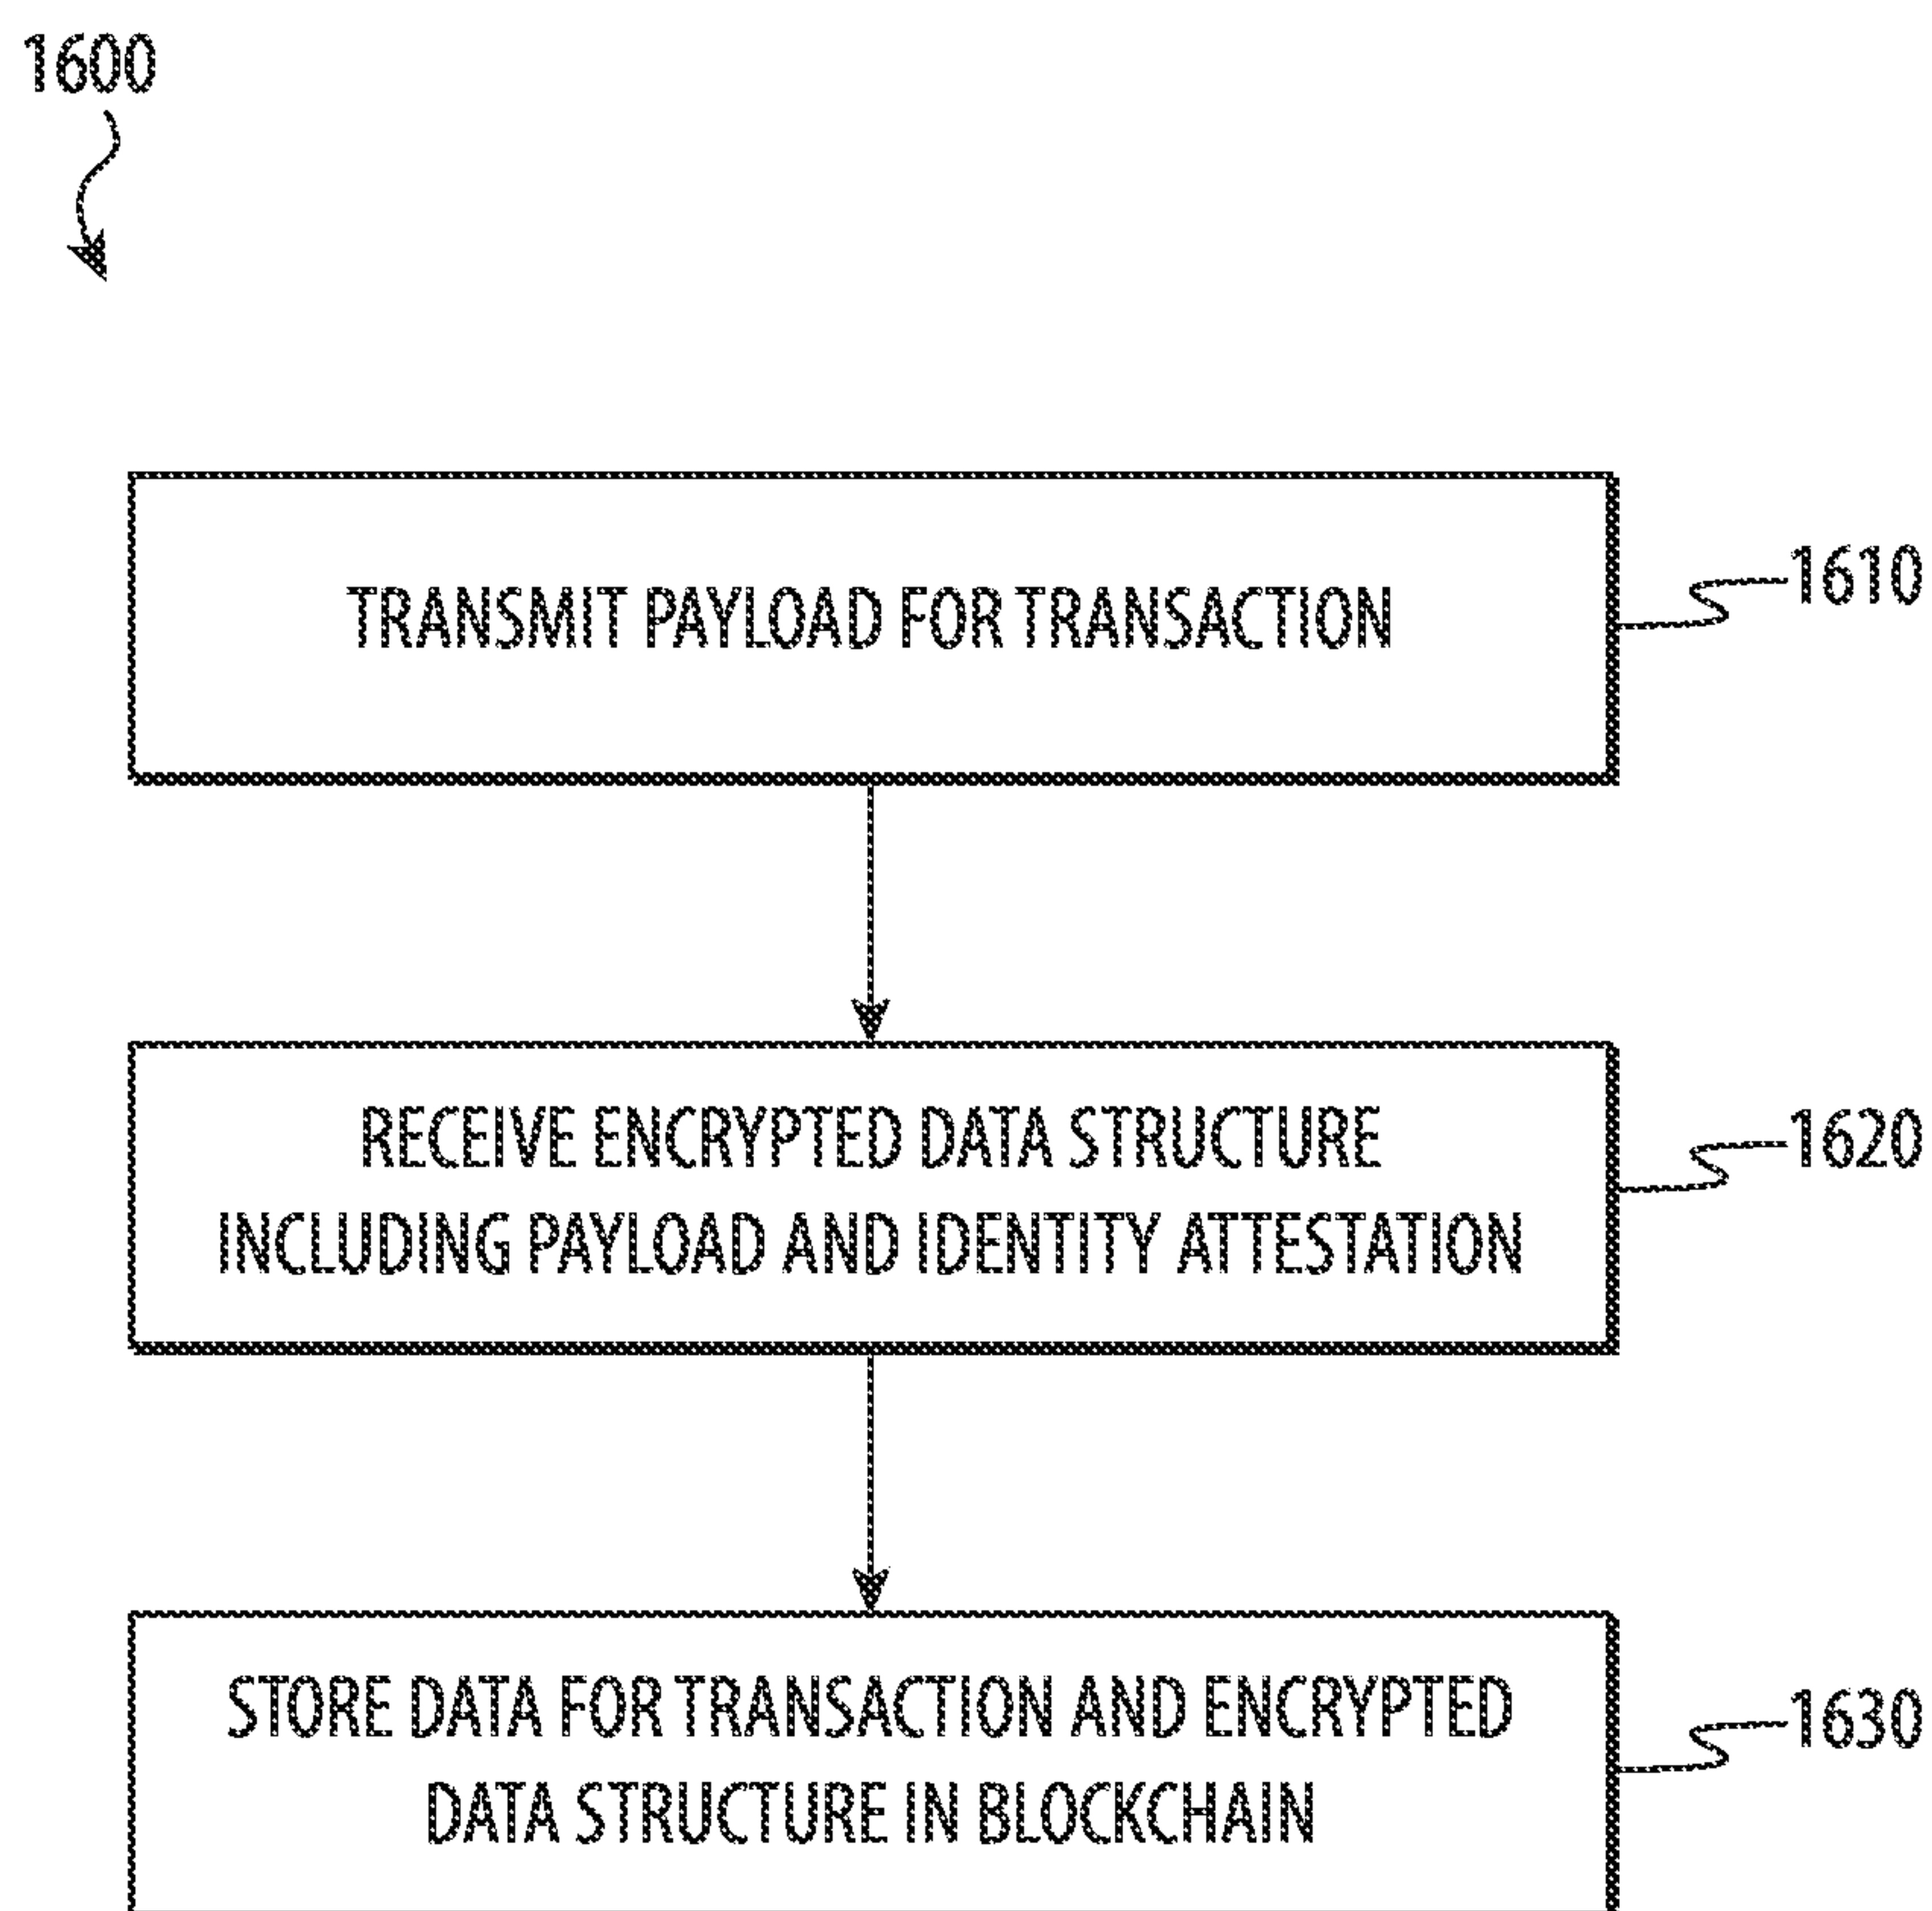 1600
TRANSMIT PAYLOAD FOR TRANSACTION
1610
RECEIVE ENCRYPTED DATA STRUCTURE
INCLUDING PAYLOAD AND IDENTITY ATTESTATION
1620
STORE DATA FOR TRANSACTION AND ENCRYPTED
DATA STRUCTURE IN BLOCKCHAIN
1630